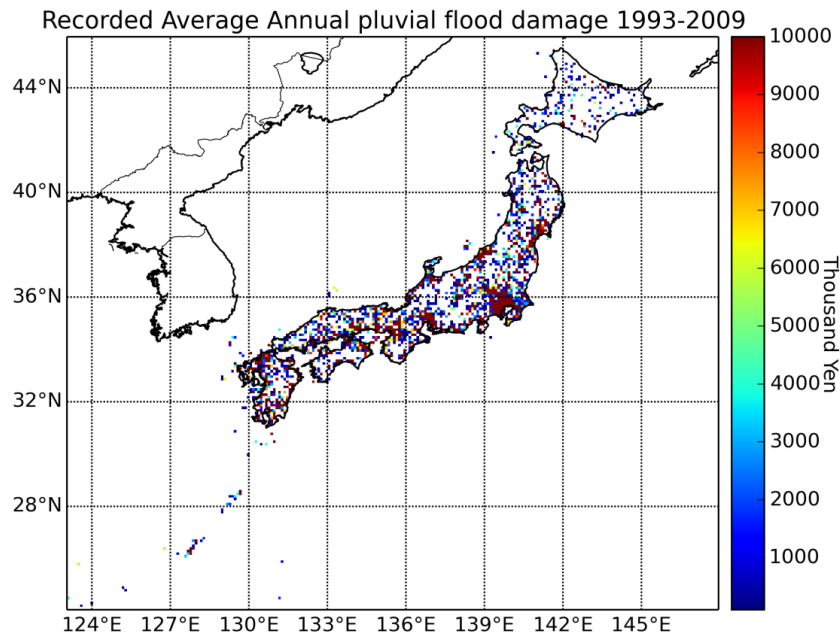 Recorded Average Annual pluvial flood damage 1993-2009
44°N
40°N
36°N
32°N
28°N
124°E 127°E 130°E 133°E 136°E 139°E 142°E 145°E
10000
9000
8000
7000
6000
5000
4000
3000
2000
1000
Thousand Yen